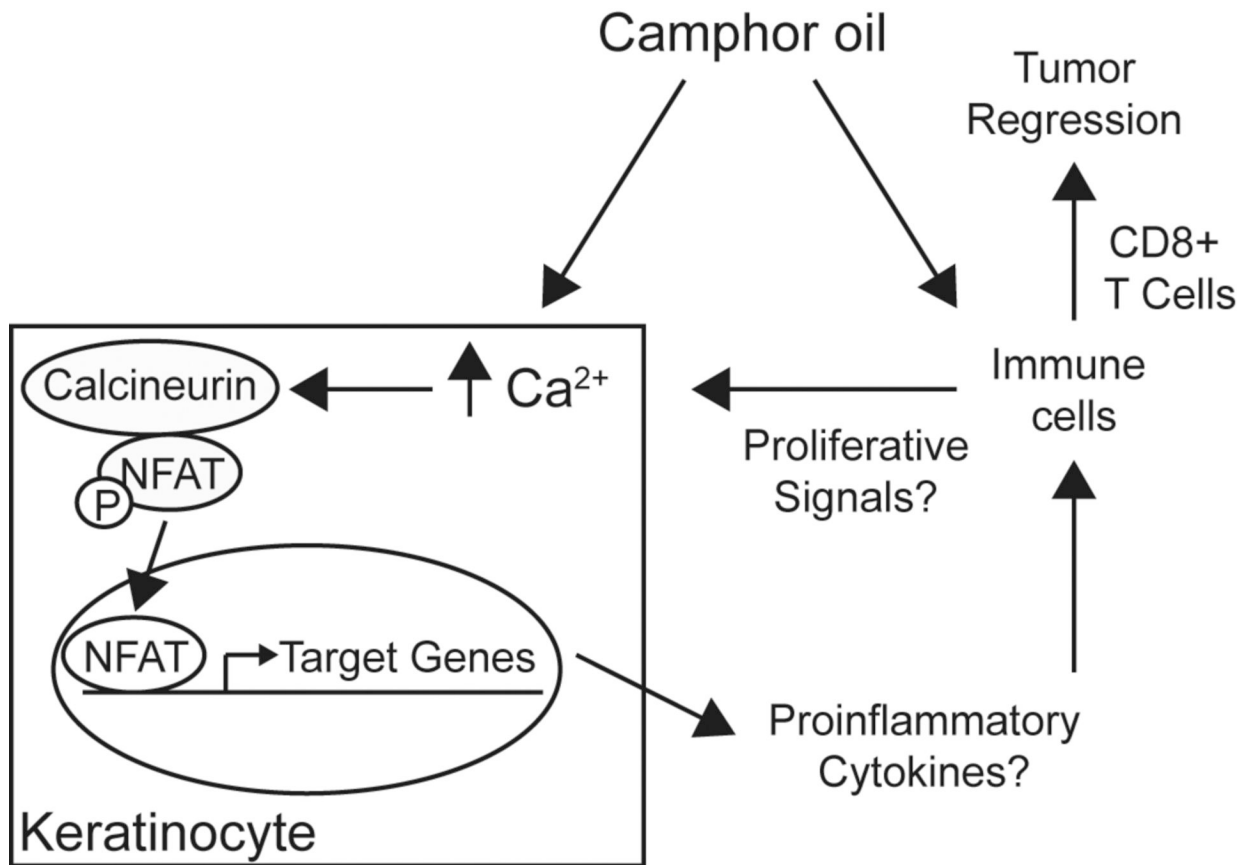 Camphor oil
Tumor
Regression
CD8+
T Cells
Immune
cells
Proliferative
Signals?
Ca²⁺
Calcineurin
NFAT
P
NFAT
Target Genes
Proinflammatory
Cytokines?
Keratinocyte